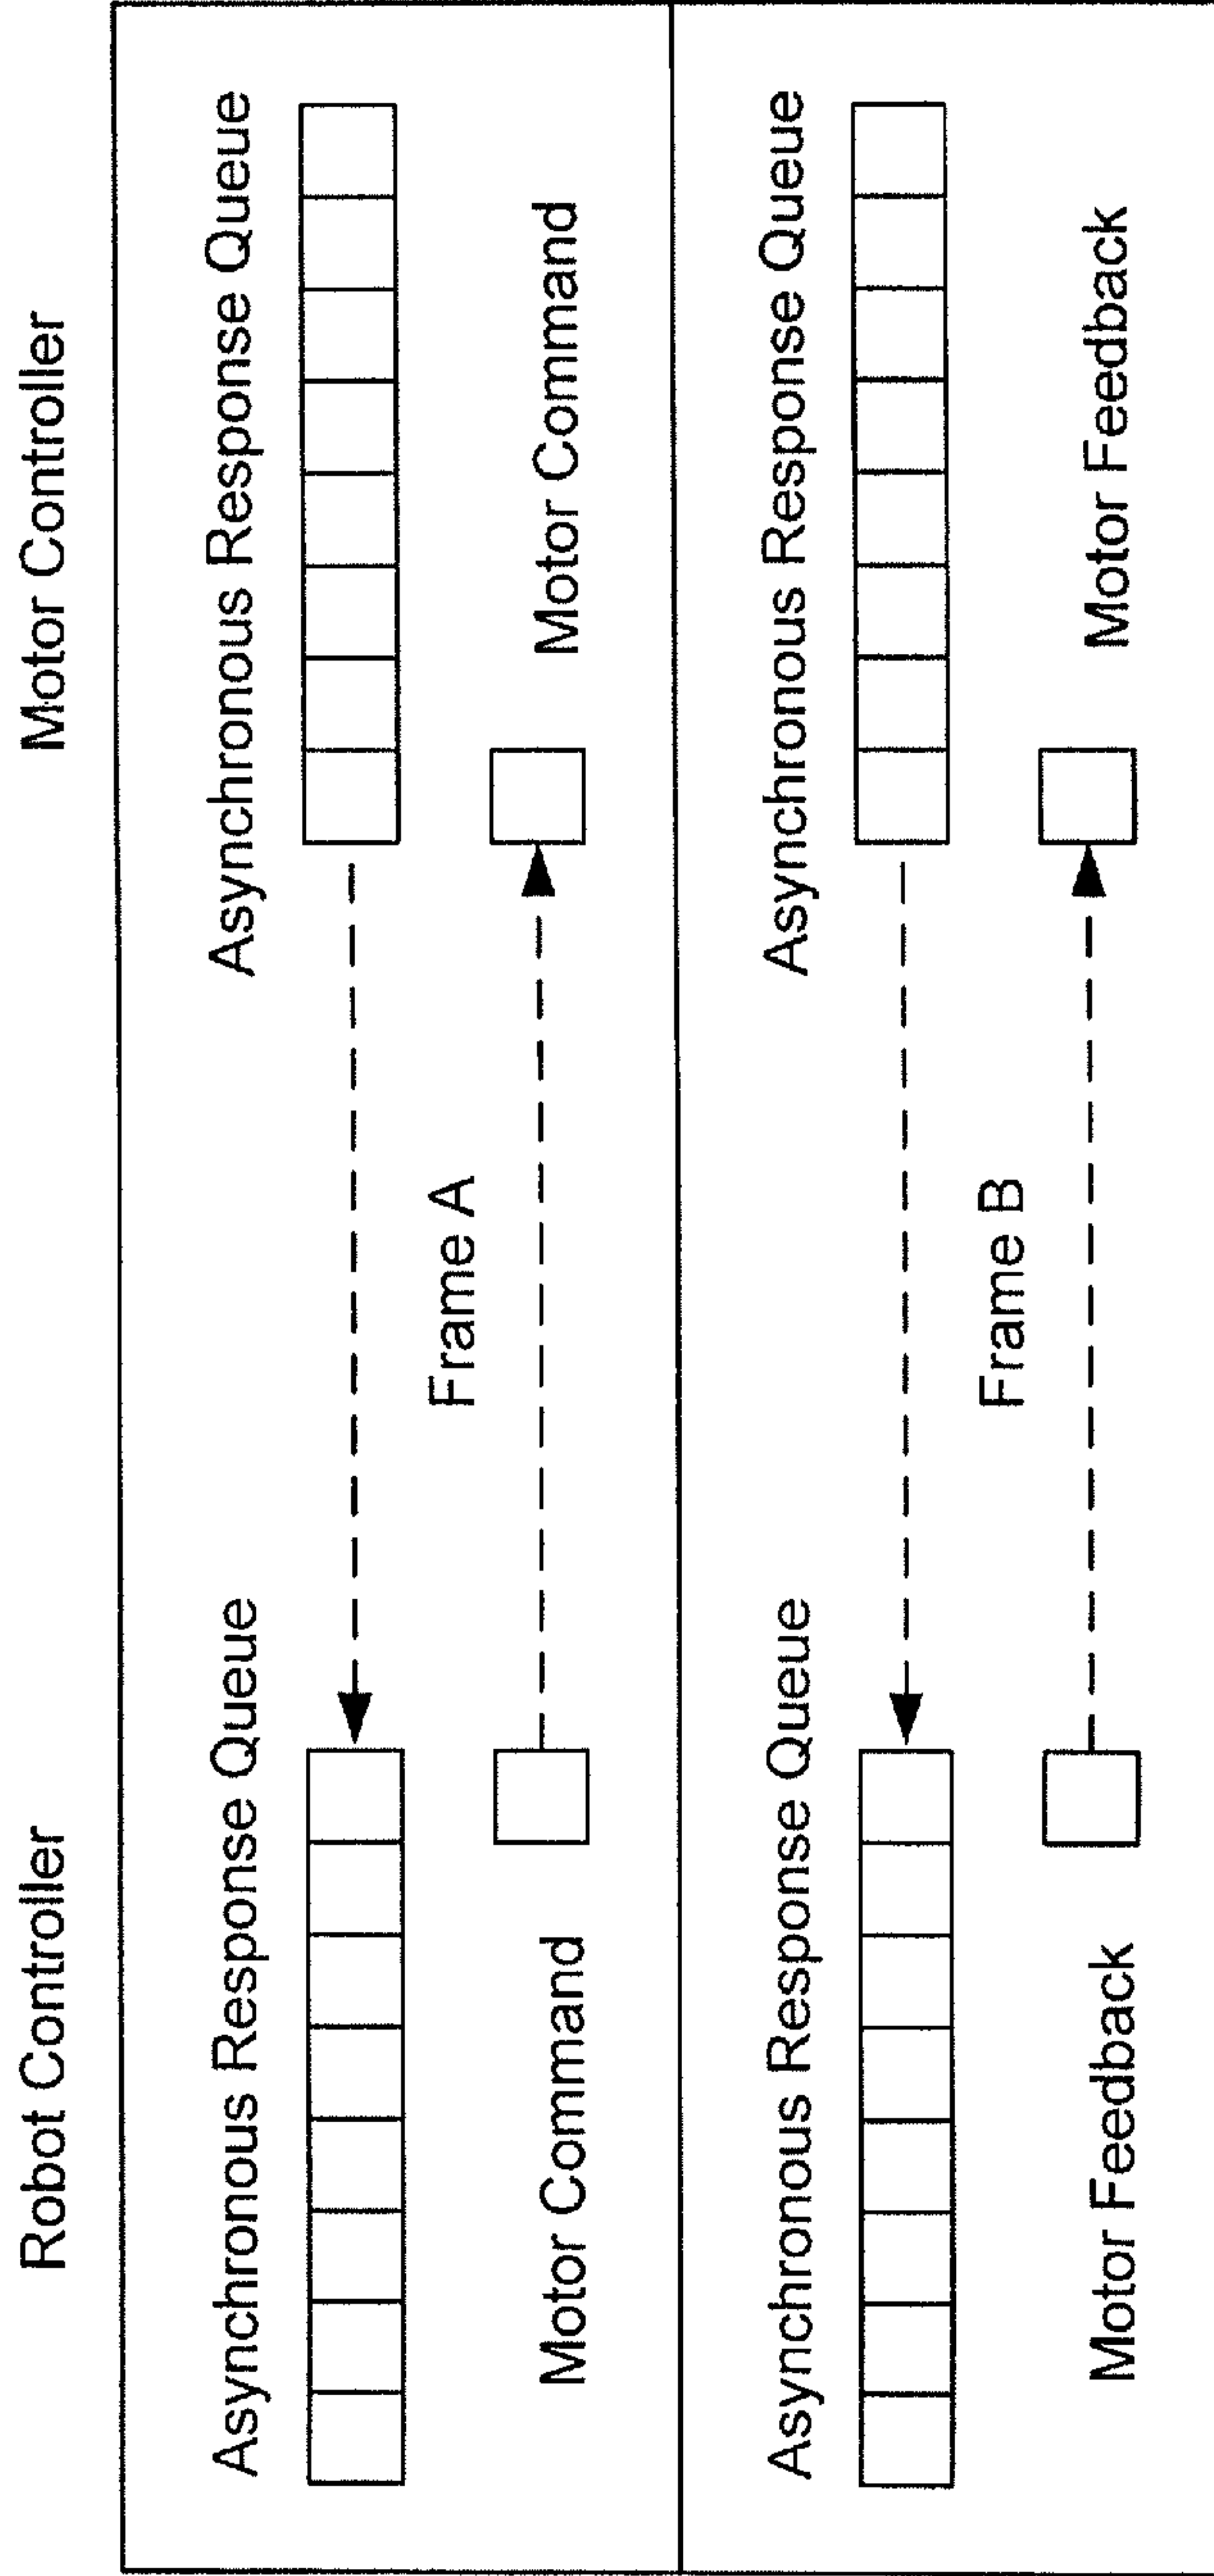 Robot Controller
Motor Controller
Asynchronous Response Queue
Asynchronous Response Queue
Frame A
Motor Command
Motor Command
Asynchronous Response Queue
Asynchronous Response Queue
Frame B
Motor Feedback
Motor Feedback